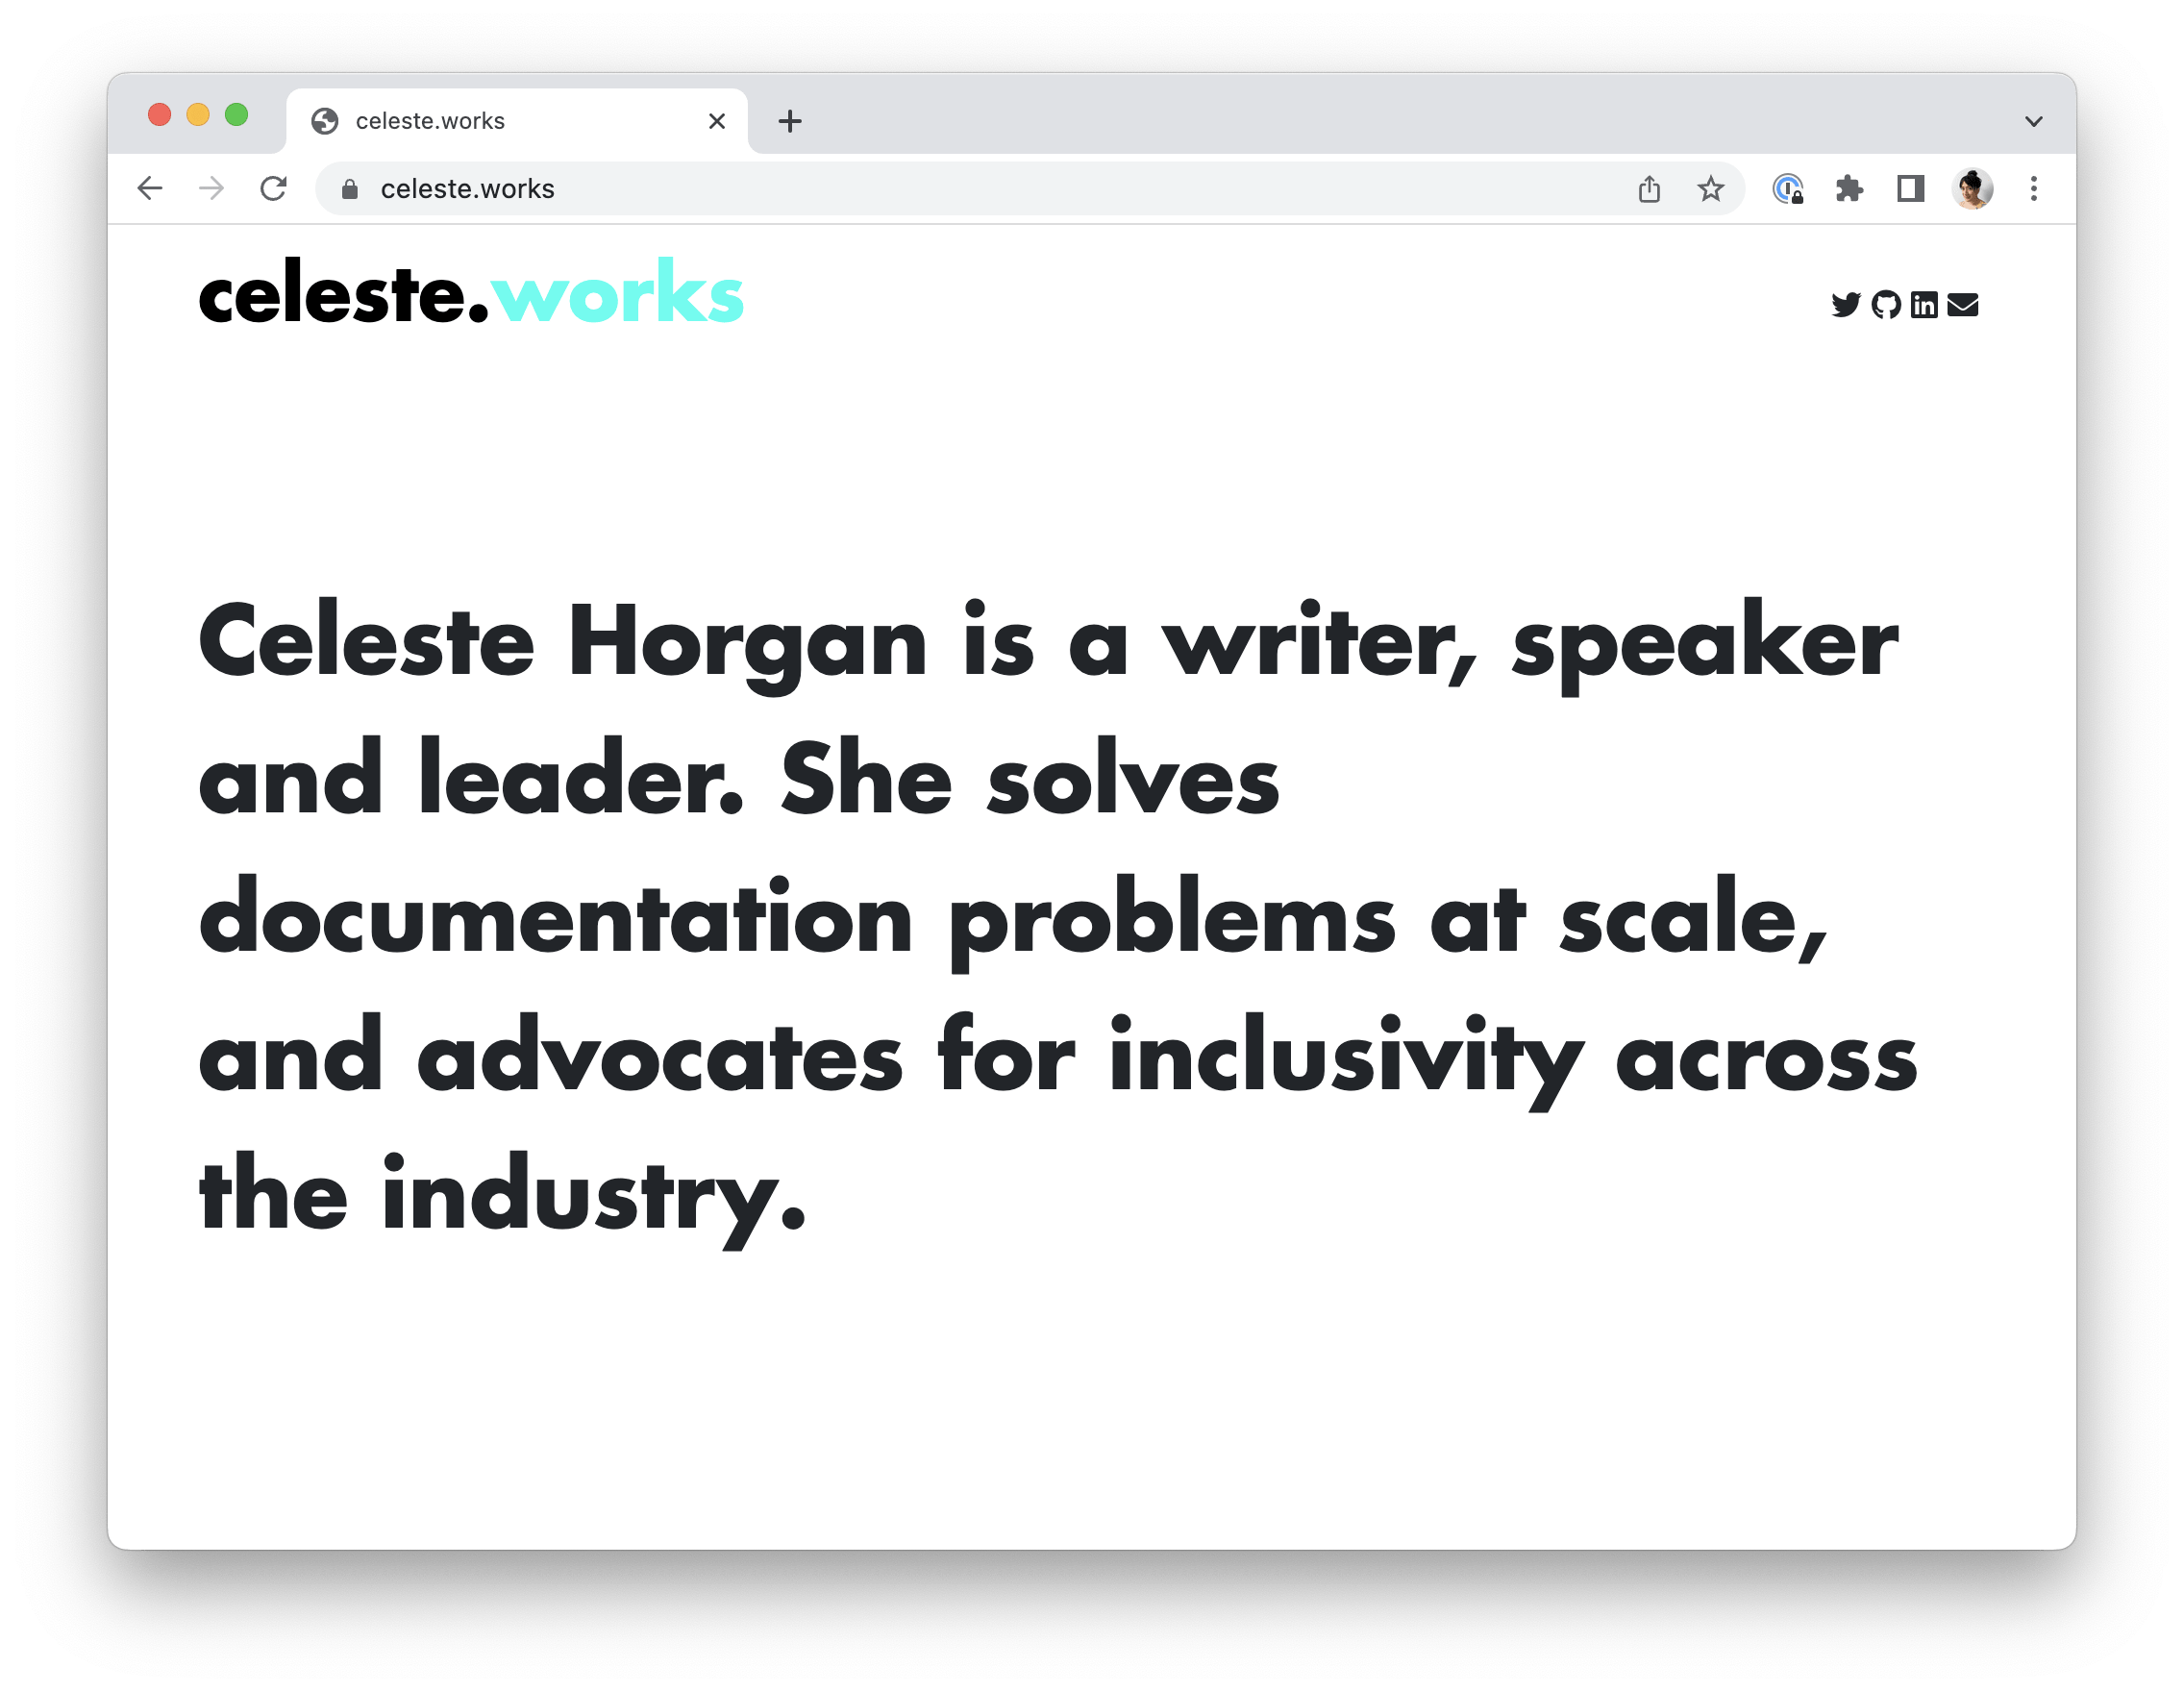 celeste.works
celeste.works
celeste.works
in
Celeste Horgan is a writer, speaker
and leader. She solves
documentation problems at scale,
and advocates for inclusivity across
the industry.